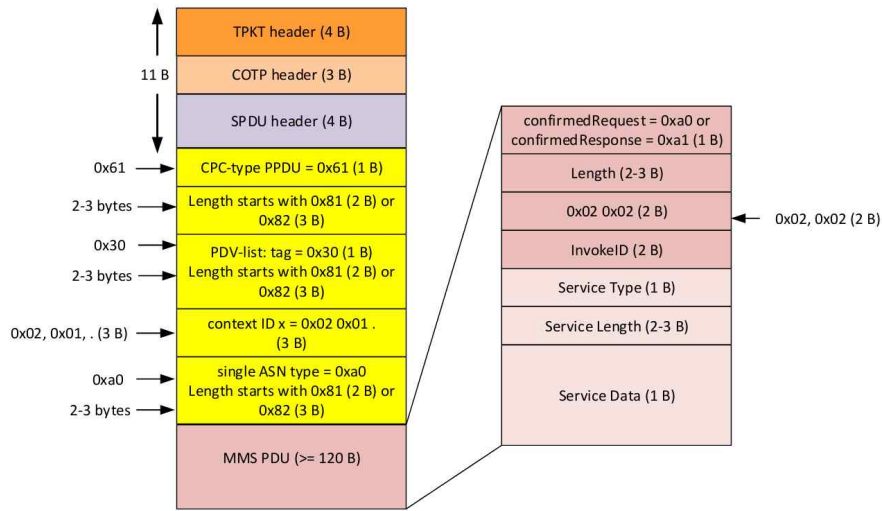 TPKT header (4 B)
11 B
COTP header (3 B)
SPDU header (4 B)
0x61
CPC-type PPDU = 0x61 (1 B)
2-3 bytes
Length starts with 0x81 (2 B) or
0x82 (3 B)
0x30
PDV-list: tag = 0x30 (1 B)
2-3 bytes
Length starts with 0x81 (2 B) or
0x82 (3 B)
0x02, 0x01, . (3 B)
context ID x = 0x02 0x01 .
(3 B)
0xa0
single ASN type = 0xa0
2-3 bytes
Length starts with 0x81 (2 B) or
0x82 (3 B)
MMS PDU (>= 120 B)
confirmedRequest = 0xa0 or
confirmedResponse = 0xa1 (1 B)
Length (2-3 B)
0x02 0x02 (2 B)
0x02, 0x02 (2 B)
InvokeID (2 B)
Service Type (1 B)
Service Length (2-3 B)
Service Data (1 B)